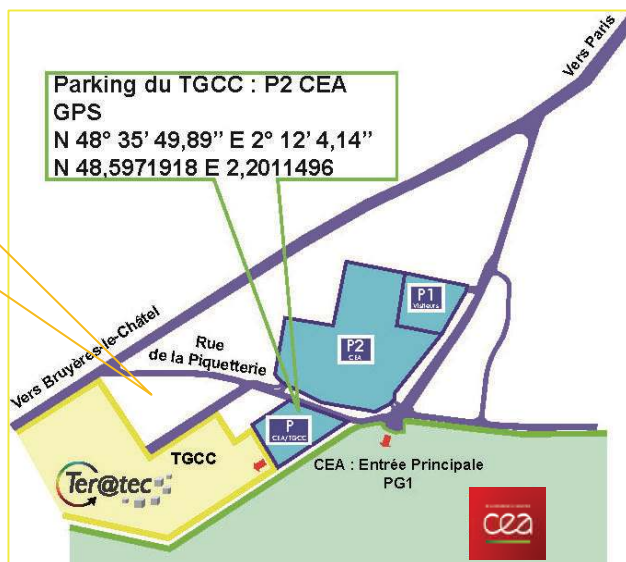 Parking du TGCC : P2 CEA
GPS
N 48° 35' 49,89'' E 2° 12' 4,14''
N 48,5971918 E 2,2011496
Vers Paris
P1
Visiteurs
P2
CEA
Vers Bruyères-le-Châtel
Rue
de la Piquetterie
P
CEA/TGCC
TGCC
Ter@tec
CEA : Entrée Principale
PG1
cea